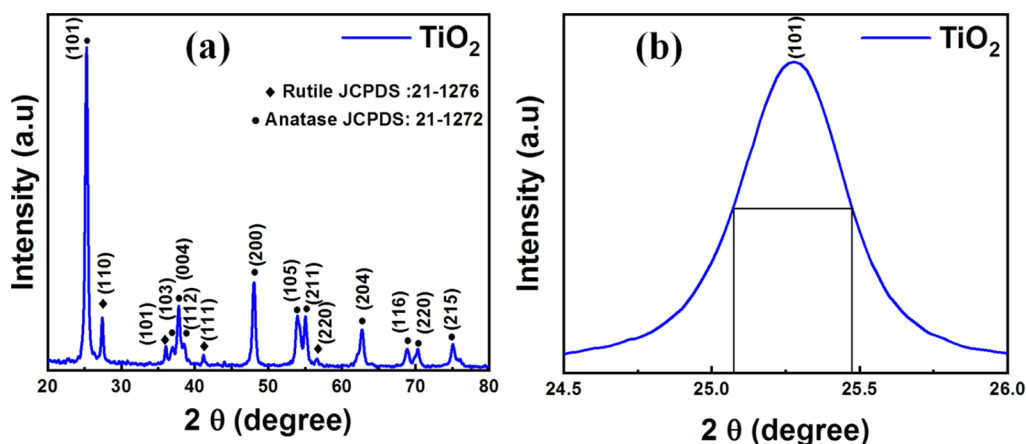 (a)
TiO2
Rutile JCPDS :21-1276
Anatase JCPDS: 21-1272
(101)
(110)
(101)
(103)
(004)
(112)
(111)
(200)
(105)
(211)
(220)
(204)
(116)
(220)
(215)
Intensity (a.u)
20 30 40 50 60 70 80
2 θ (degree)
(b)
(101)
TiO2
Intensity (a.u)
24.5 25.0 25.5 26.0
2 θ (degree)